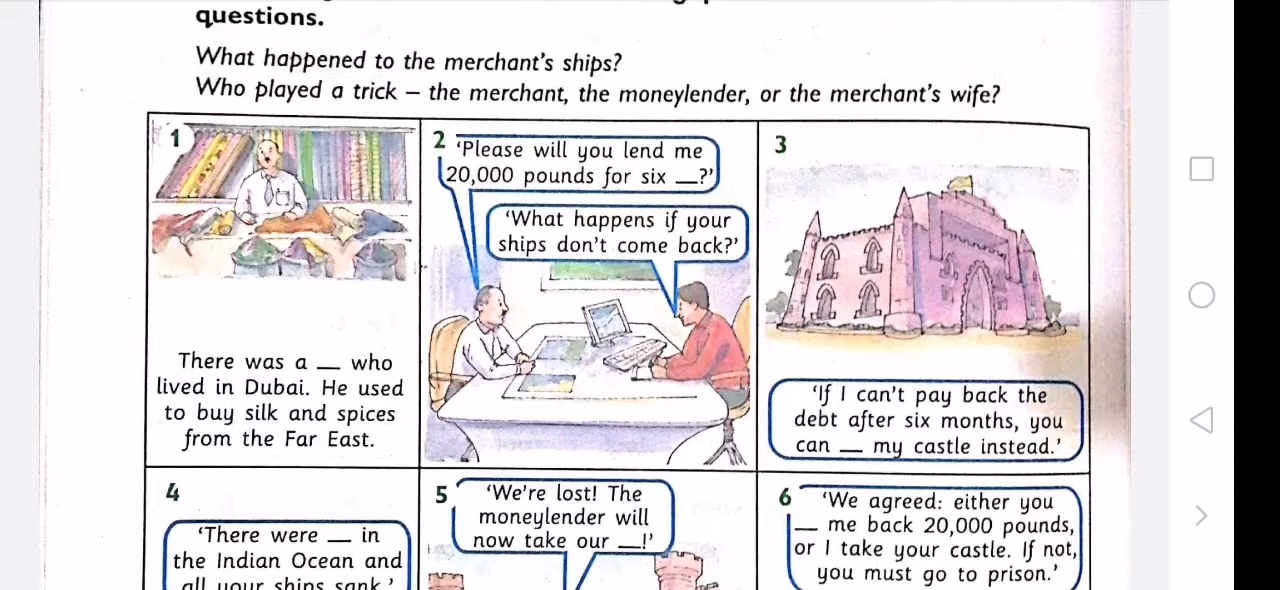 questions.
What happened to the merchant's ships?
Who played a trick – the merchant, the moneylender, or the merchant's wife?
1
There was a __ who
lived in Dubai. He used
to buy silk and spices
from the Far East.
2
'Please will you lend me
20,000 pounds for six __?'
'What happens if your
ships don't come back?'
3
'If I can't pay back the
debt after six months, you
can __ my castle instead.'
4
'There were __ in
the Indian Ocean and
all your ships sank.'
5
'We're lost! The
moneylender will
now take our __!'
6
'We agreed: either you
__ me back 20,000 pounds,
or I take your castle. If not,
you must go to prison.'